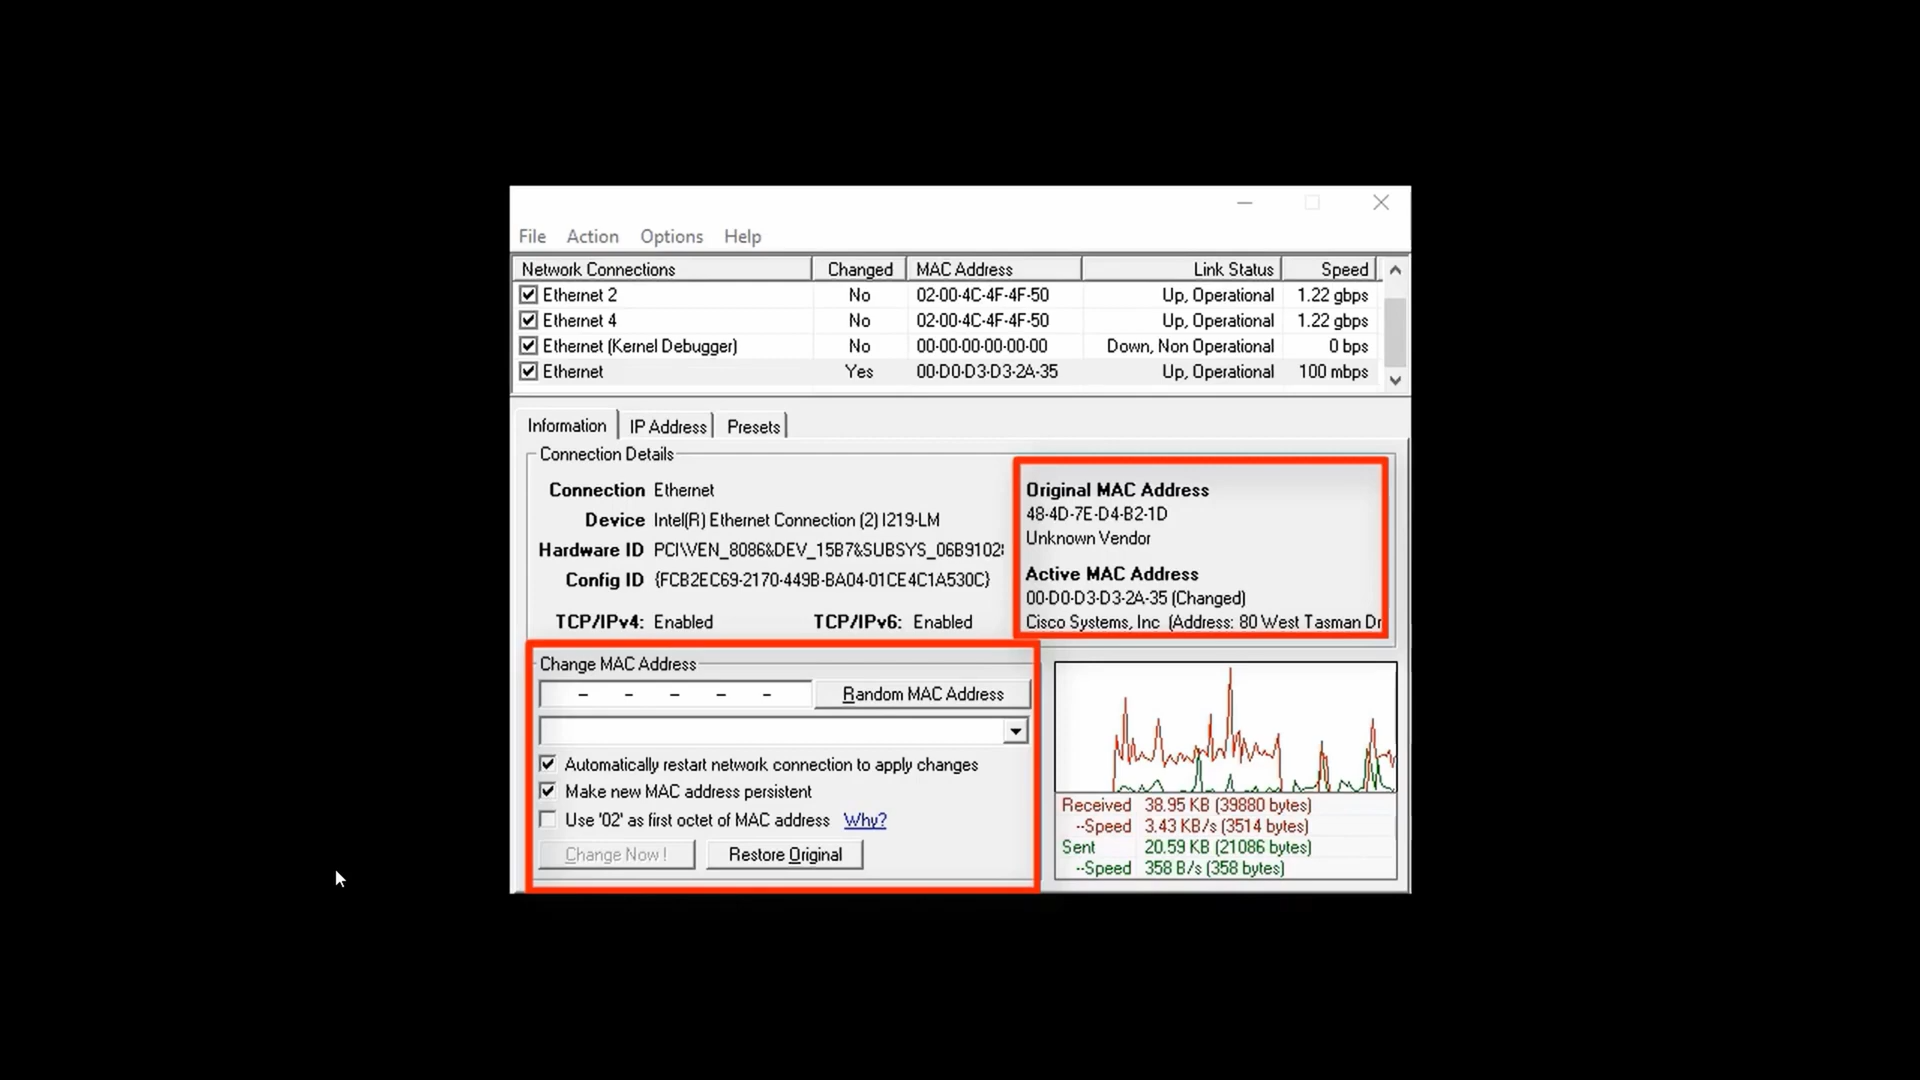 File Action Options Help
Network Connections Changed MAC Address Link Status Speed
Ethernet 2 No 02-00-4C-4F-4F-50 Up, Operational 1.22 gbps
Ethernet 4 No 02-00-4C-4F-4F-50 Up, Operational 1.22 gbps
Ethernet (Kernel Debugger) No 00-00-00-00-00-00 Down, Non Operational 0 bps
Ethernet Yes 00-D0-D3-D3-2A-35 Up, Operational 100 mbps
Information IP Address Presets
Connection Details
Connection Ethernet
Device Intel(R) Ethernet Connection (2) I219-LM
Hardware ID PCI\VEN_8086&DEV_15B7&SUBSYS_06B91028
Config ID {FCB2EC69-2170-449B-BA04-01CE4C1A530C}
TCP/IPv4: Enabled TCP/IPv6: Enabled
Original MAC Address
48-4D-7E-D4-B2-1D
Unknown Vendor
Active MAC Address
00-D0-D3-D3-2A-35 (Changed)
Cisco Systems, Inc (Address: 80 West Tasman Dr
Change MAC Address
- - - - - Random MAC Address
Automatically restart network connection to apply changes
Make new MAC address persistent
Use '02' as first octet of MAC address Why?
Change Now ! Restore Original
Received 38.95 KB (39880 bytes)
--Speed 3.43 KB/s (3514 bytes)
Sent 20.59 KB (21086 bytes)
--Speed 358 B/s (358 bytes)